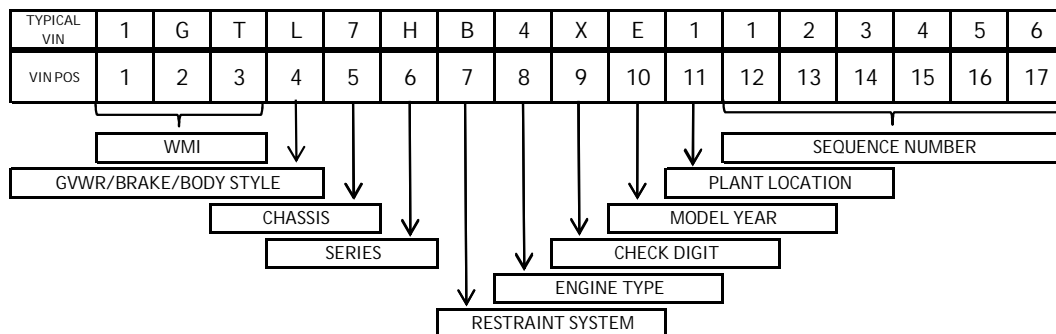 TYPICAL VIN 1 G T L 7 H B 4 X E 1 1 2 3 4 5 6
VIN POS 1 2 3 4 5 6 7 8 9 10 11 12 13 14 15 16 17
WMI SEQUENCE NUMBER
GVWR/BRAKE/BODY STYLE PLANT LOCATION
CHASSIS MODEL YEAR
SERIES CHECK DIGIT
ENGINE TYPE
RESTRAINT SYSTEM